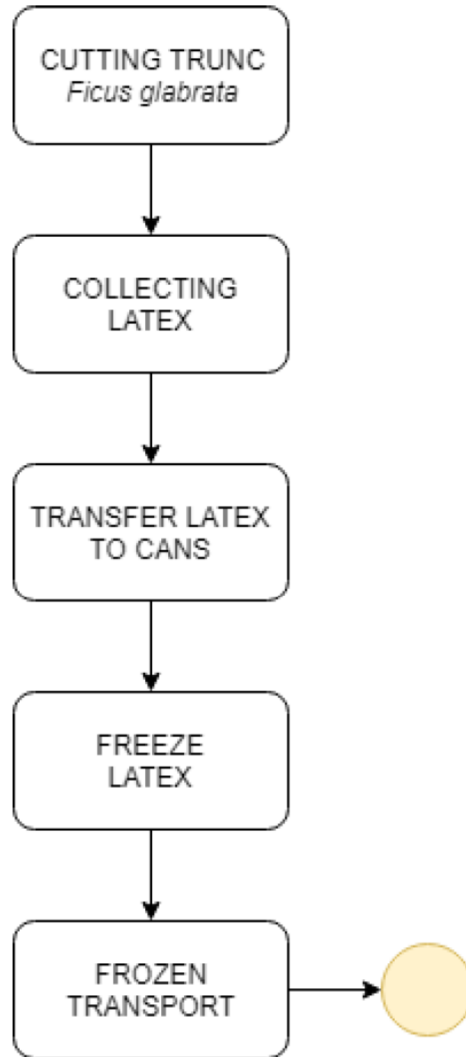 CUTTING TRUNC
Ficus glabrata
COLLECTING
LATEX
TRANSFER LATEX
TO CANS
FREEZE
LATEX
FROZEN
TRANSPORT